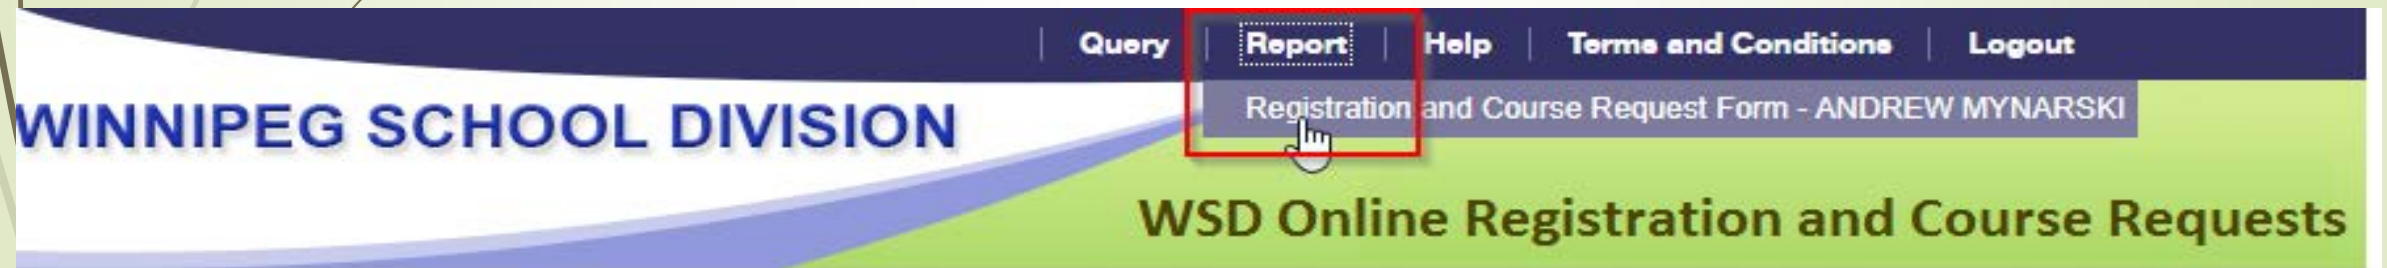 Query | Report | Help | Terms and Conditions | Logout
Registration and Course Request Form - ANDREW MYNARSKI
WINNIPEG SCHOOL DIVISION
WSD Online Registration and Course Requests